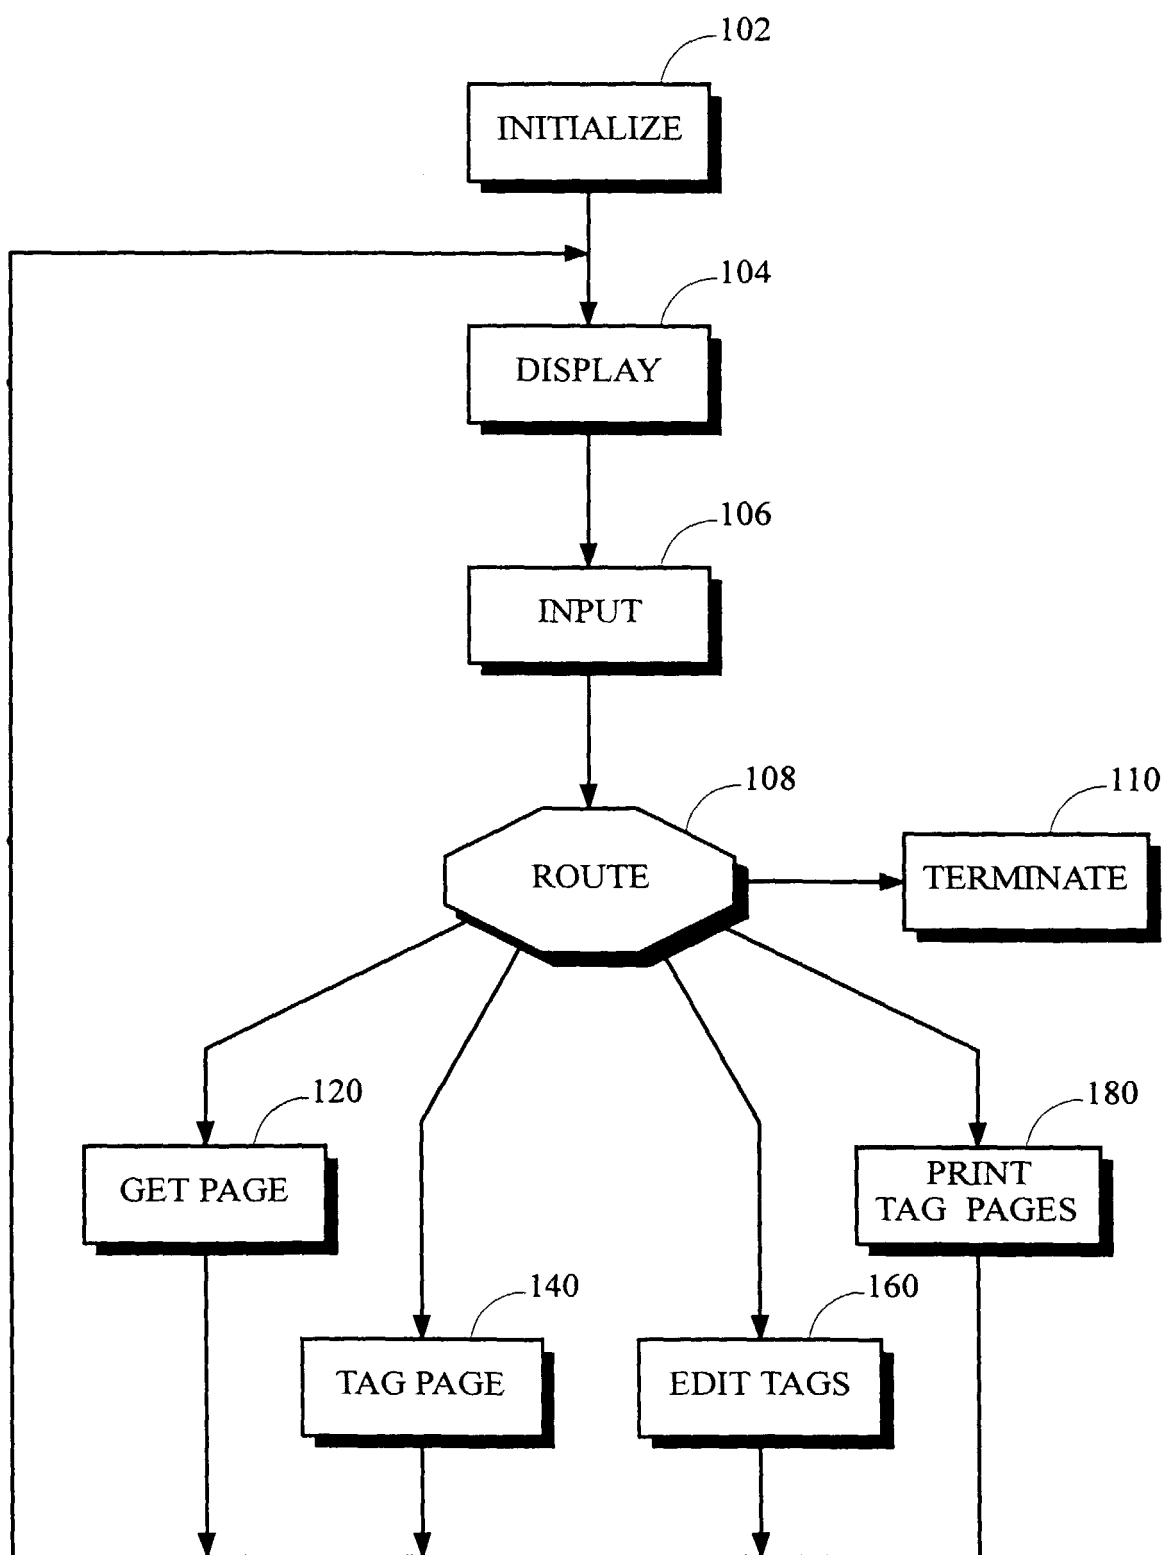 102
INITIALIZE
104
DISPLAY
106
INPUT
108
ROUTE
110
TERMINATE
120
GET PAGE
180
PRINT
TAG PAGES
140
TAG PAGE
160
EDIT TAGS